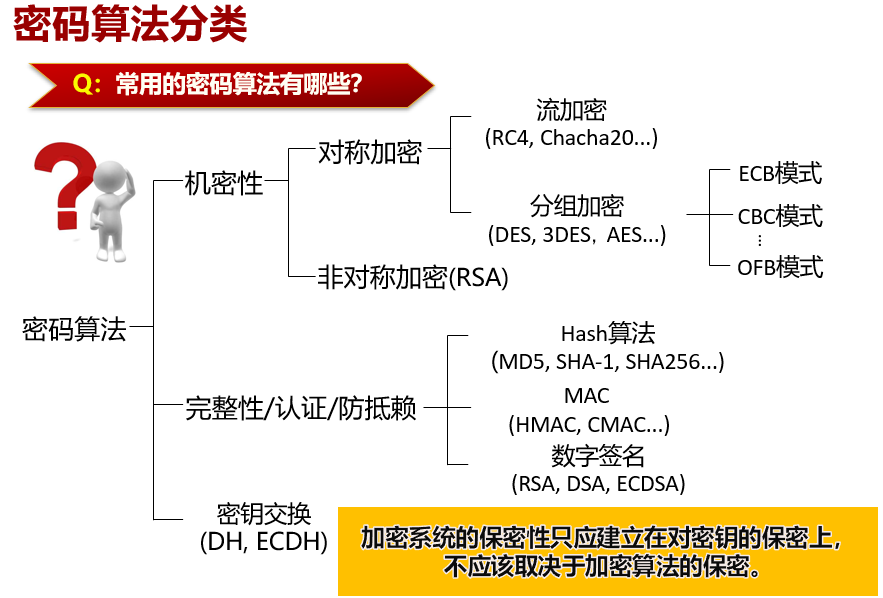 密码算法分类
Q：常用的密码算法有哪些？
流加密
(RC4, Chacha20...)
对称加密
机密性
分组加密
(DES, 3DES，AES...)
ECB模式
CBC模式
⋮
OFB模式
非对称加密(RSA)
密码算法
Hash算法
(MD5, SHA-1, SHA256...)
完整性/认证/防抵赖
MAC
(HMAC, CMAC...)
数字签名
(RSA, DSA, ECDSA)
密钥交换
(DH, ECDH)
加密系统的保密性只应建立在对密钥的保密上，
不应该取决于加密算法的保密。